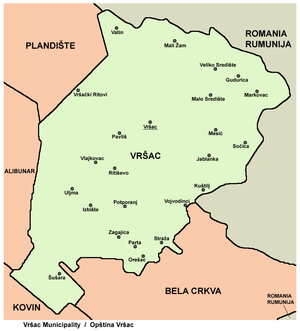 Vatin
ROMANIA
RUMUNIJA
PLANDIŠTE
Mali Žam
Veliko Središte
Gudurica
Vršački Ritovi
Malo Središte
Markovac
Vršac
Pavliš
Mesić
Sočica
VRŠAC
Vlajkovac
Jablanka
ALIBUNAR
Ritiševo
Uljma
Kuštilj
Izbište
Potporanj
Vojvodinci
Zagajica
Parta
Straža
Orešac
Šušara
BELA CRKVA
KOVIN
ROMANIA
RUMUNIJA
Vršac Municipality / Opština Vršac